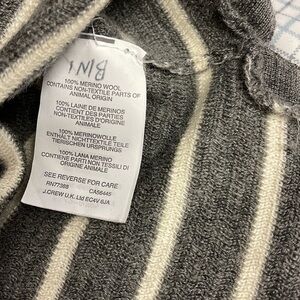 100% MERINO WOOL
CONTAINS NON-TEXTILE PARTS OF
ANIMAL ORIGIN
100% LAINE DE MERINOS
CONTIENT DES PARTIES
NON-TEXTILES D'ORIGINE
ANIMALE
100% MERINOWOLLE
ENTHÄLT NICHTTEXTILE TEILE
TIERISCHEN URSPRUNGS
100% LANA MERINO
CONTIENE PARTI NON TESSILI DI
ORIGINE ANIMALE
SEE REVERSE FOR CARE
RN77388 CA56445
J.CREW U.K. Ltd EC4V 6JA